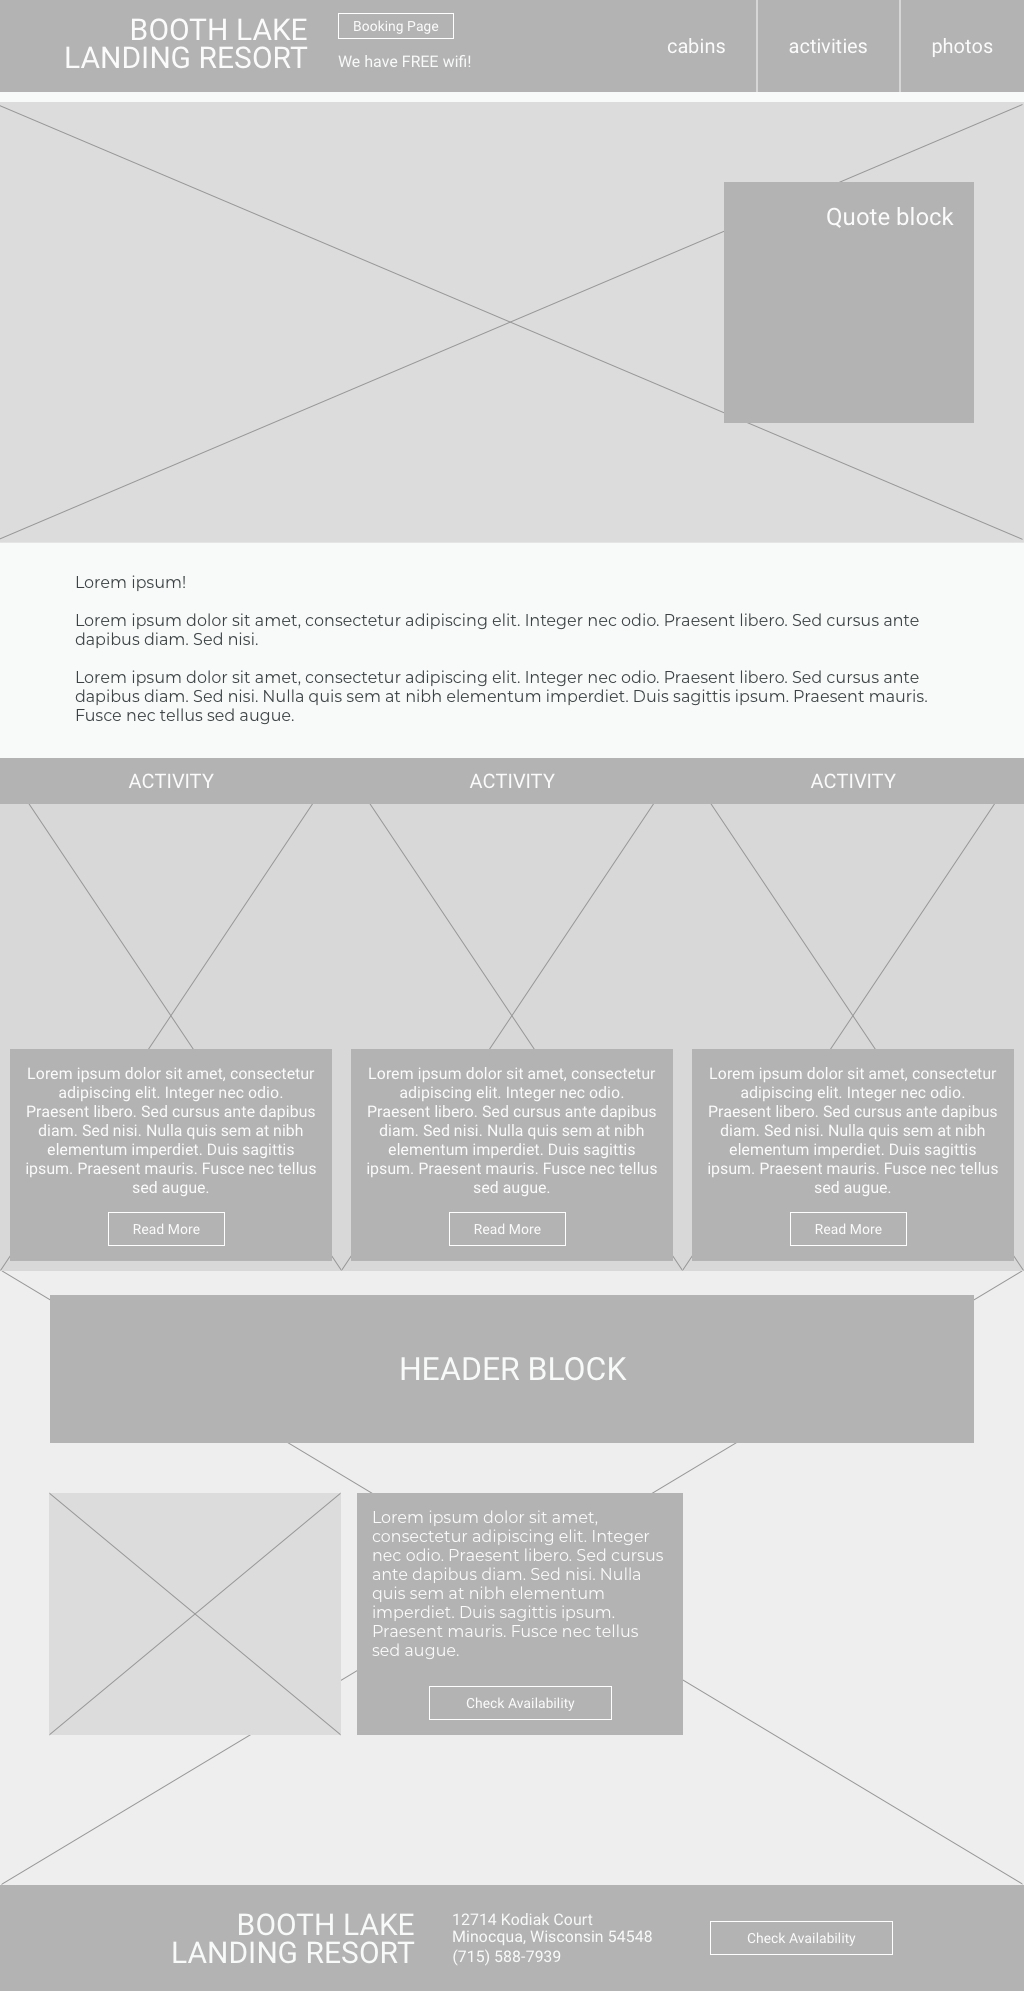 BOOTH LAKE
LANDING RESORT
Booking Page
We have FREE wifi!
cabins
activities
photos
Quote block
Lorem ipsum!
Lorem ipsum dolor sit amet, consectetur adipiscing elit. Integer nec odio. Praesent libero. Sed cursus ante
dapibus diam. Sed nisi.
Lorem ipsum dolor sit amet, consectetur adipiscing elit. Integer nec odio. Praesent libero. Sed cursus ante
dapibus diam. Sed nisi. Nulla quis sem at nibh elementum imperdiet. Duis sagittis ipsum. Praesent mauris.
Fusce nec tellus sed augue.
ACTIVITY
ACTIVITY
ACTIVITY
Lorem ipsum dolor sit amet, consectetur
adipiscing elit. Integer nec odio.
Praesent libero. Sed cursus ante dapibus
diam. Sed nisi. Nulla quis sem at nibh
elementum imperdiet. Duis sagittis
ipsum. Praesent mauris. Fusce nec tellus
sed augue.
Read More
Lorem ipsum dolor sit amet, consectetur
adipiscing elit. Integer nec odio.
Praesent libero. Sed cursus ante dapibus
diam. Sed nisi. Nulla quis sem at nibh
elementum imperdiet. Duis sagittis
ipsum. Praesent mauris. Fusce nec tellus
sed augue.
Read More
Lorem ipsum dolor sit amet, consectetur
adipiscing elit. Integer nec odio.
Praesent libero. Sed cursus ante dapibus
diam. Sed nisi. Nulla quis sem at nibh
elementum imperdiet. Duis sagittis
ipsum. Praesent mauris. Fusce nec tellus
sed augue.
Read More
HEADER BLOCK
Lorem ipsum dolor sit amet,
consectetur adipiscing elit. Integer
nec odio. Praesent libero. Sed cursus
ante dapibus diam. Sed nisi. Nulla
quis sem at nibh elementum
imperdiet. Duis sagittis ipsum.
Praesent mauris. Fusce nec tellus
sed augue.
Check Availability
BOOTH LAKE
LANDING RESORT
12714 Kodiak Court
Minocqua, Wisconsin 54548
(715) 588-7939
Check Availability